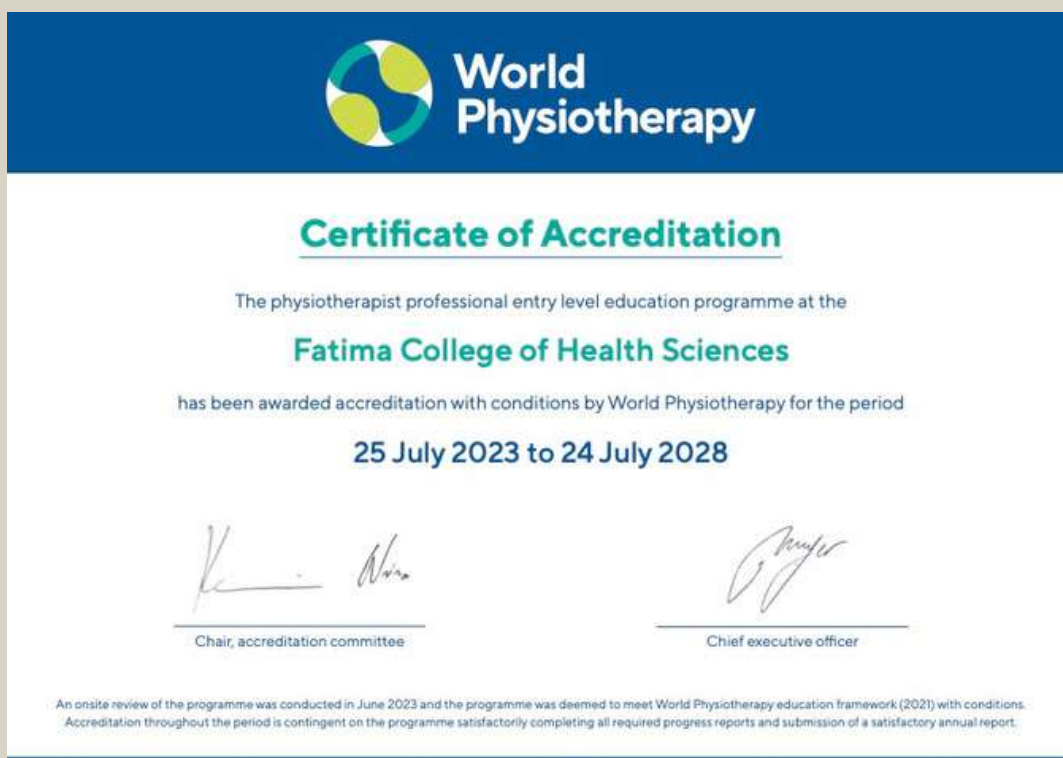 World
Physiotherapy
Certificate of Accreditation
The physiotherapist professional entry level education programme at the
Fatima College of Health Sciences
has been awarded accreditation with conditions by World Physiotherapy for the period
25 July 2023 to 24 July 2028
Chair, accreditation committee
Chief executive officer
An onsite review of the programme was conducted in June 2023 and the programme was deemed to meet World Physiotherapy education framework (2021) with conditions.
Accreditation throughout the period is contingent on the programme satisfactorily completing all required progress reports and submission of a satisfactory annual report.